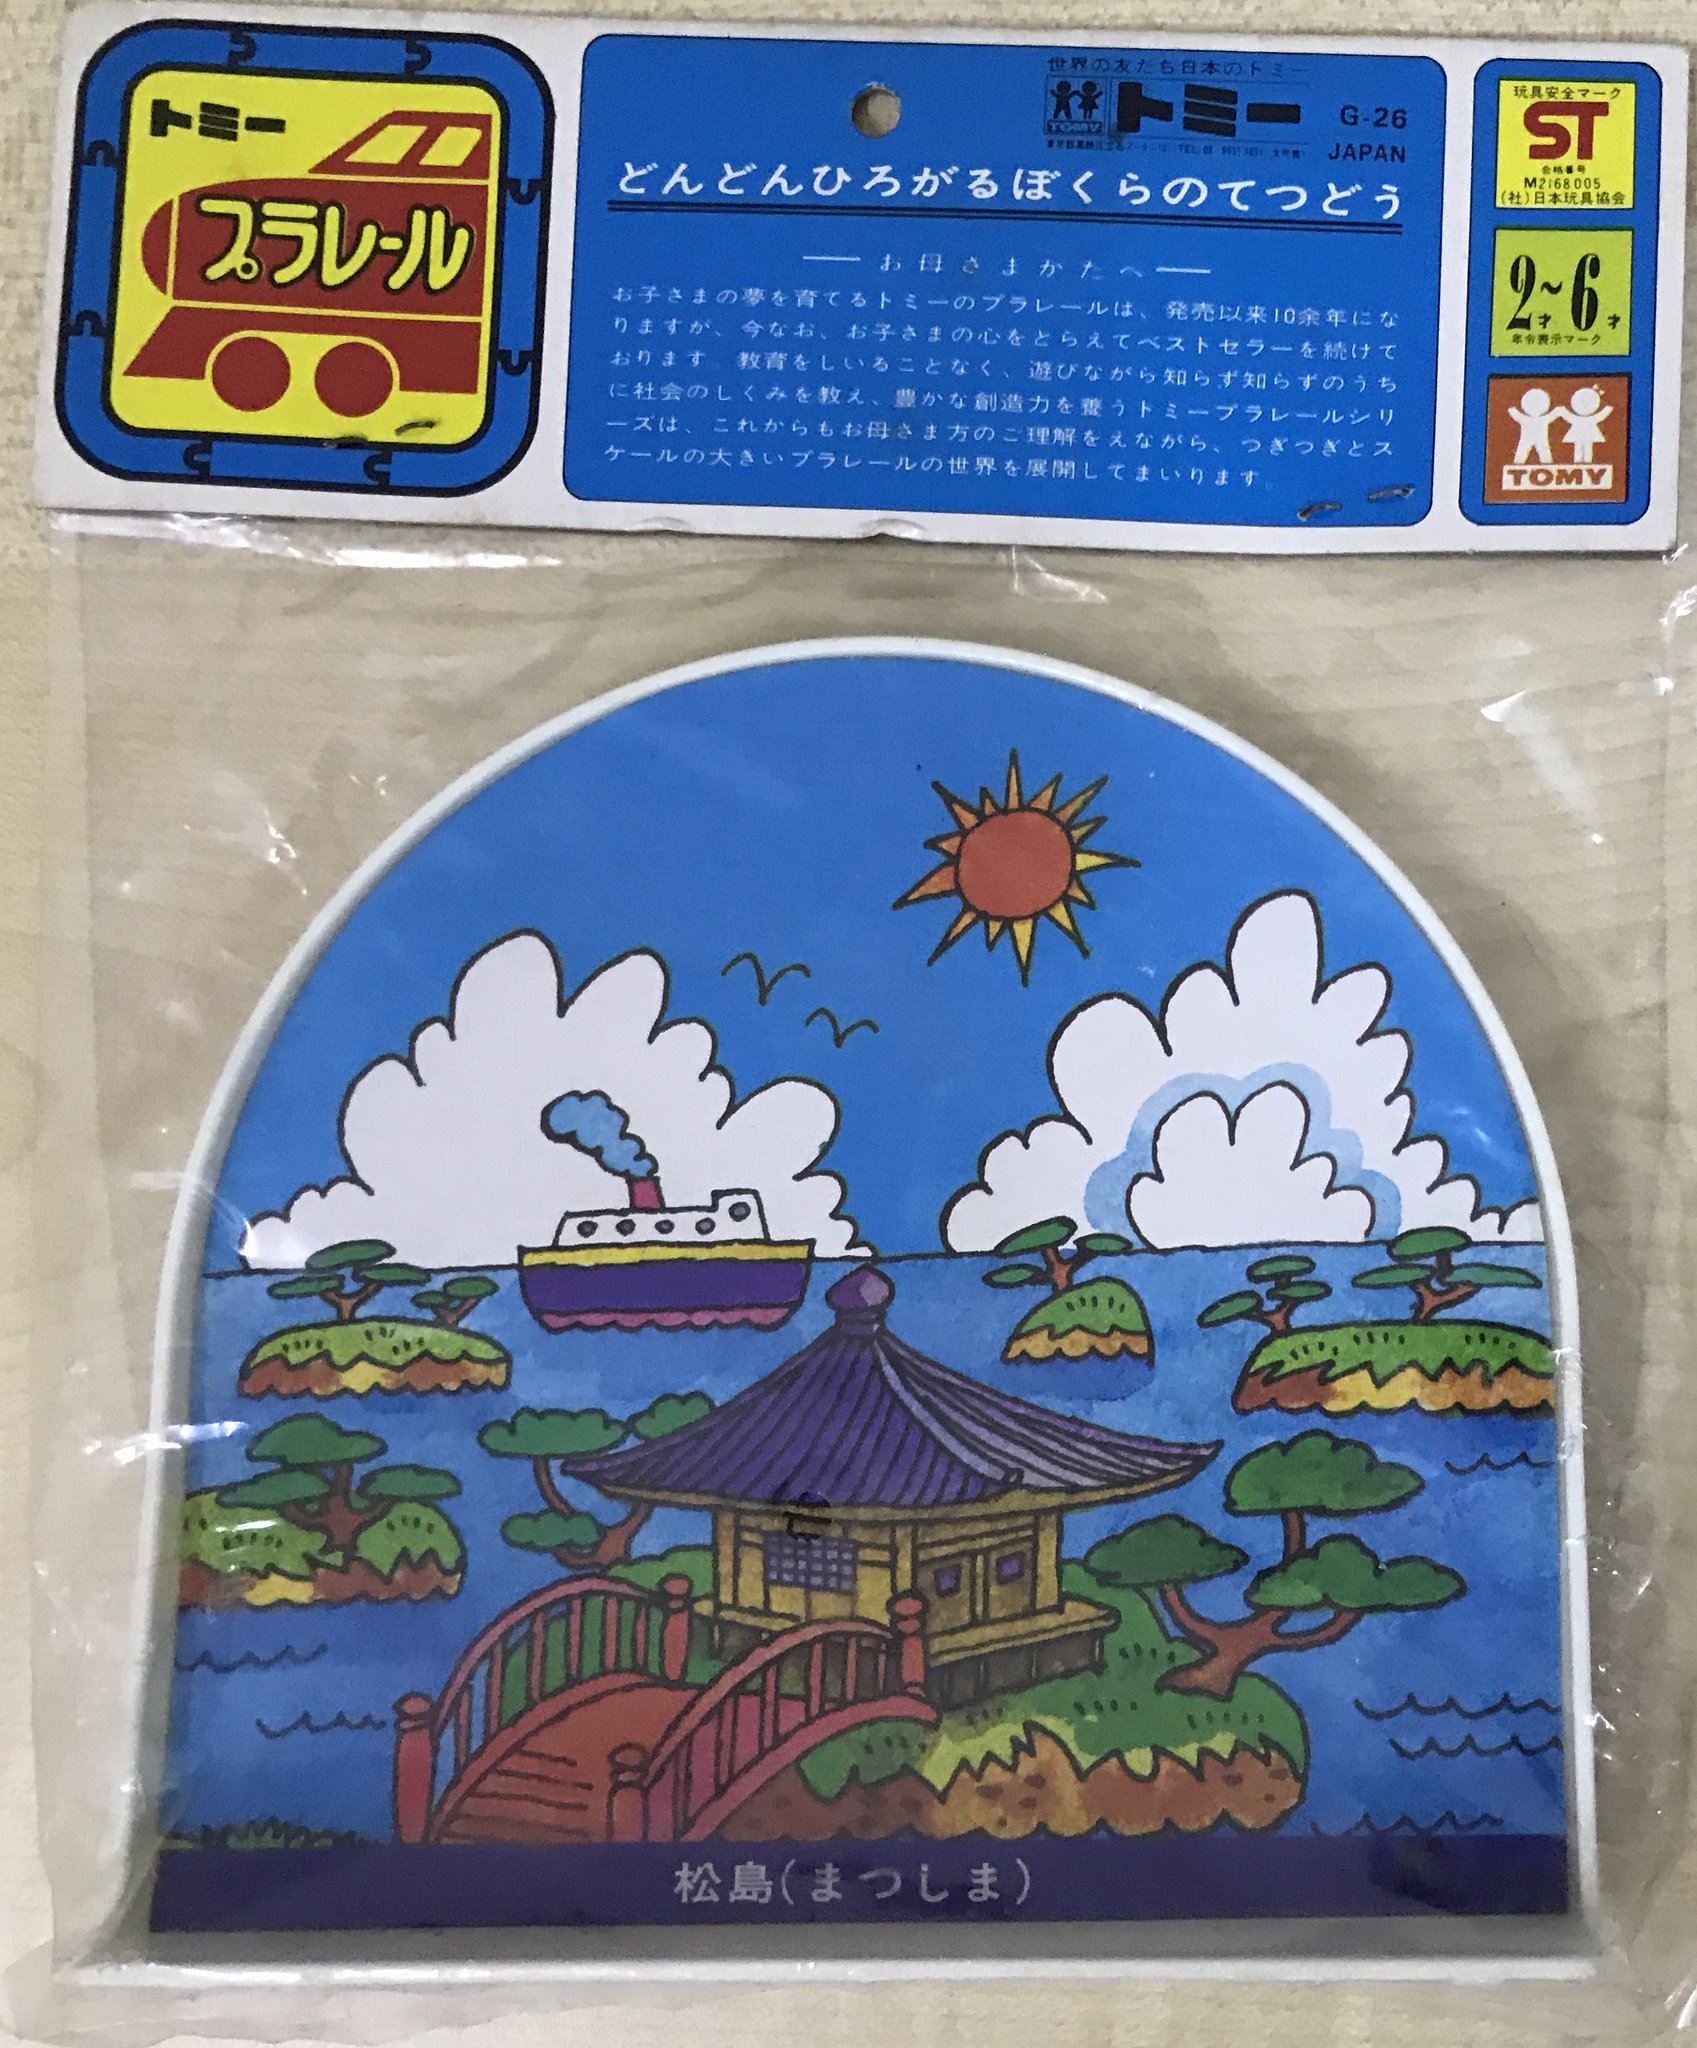 トミー
プラレール
世界の友だち日本のトミー
TOMY
トミー
G-26
JAPAN
どんどんひろがるぼくらのてつどう
お母さまかたへ
お子さまの夢を育てるトミーのプラレールは、発売以来10余年にな
りますが、今なお、お子さまの心をとらえてベストセラーを続けて
おります。教育をしいることなく、遊びながら知らず知らずのうち
に社会のしくみを教え、豊かな創造力を養うトミープラレールシリ
ーズは、これからもお母さま方のご理解をえながら、つぎつぎとス
ケールの大きいプラレールの世界を展開してまいります。
玩具安全マーク
ST
合格番号
M2168005
(社)日本玩具協会
2才~6才
年令表示マーク
TOMY
松島(まつしま)